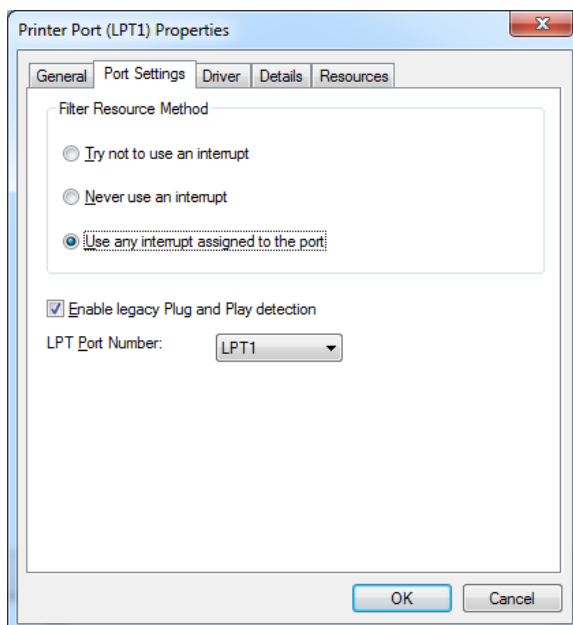 Printer Port (LPT1) Properties
General Port Settings Driver Details Resources
Filter Resource Method
Try not to use an interrupt
Never use an interrupt
Use any interrupt assigned to the port
Enable legacy Plug and Play detection
LPT Port Number: LPT1
OK Cancel